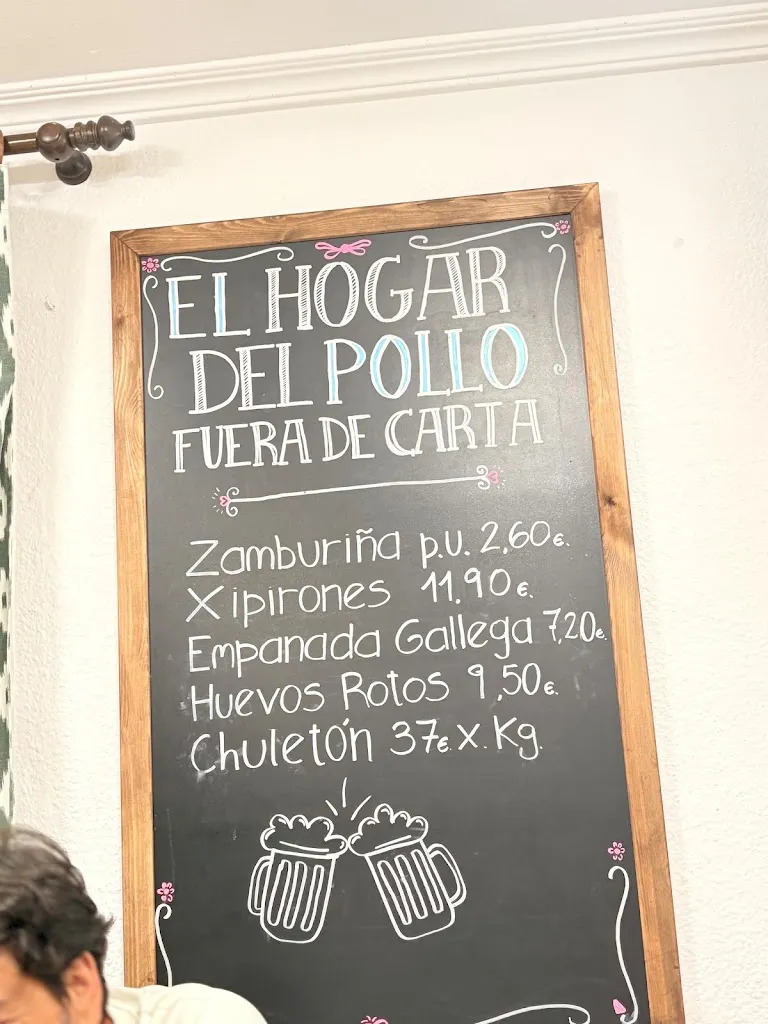 EL HOGAR
DEL POLLO
FUERA DE CARTA
Zamburiña p.u. 2,60€.
Xipirones 11.90€.
Empanada Gallega 7,20€.
Huevos Rotos 9,50€.
Chuletón 37€. x. Kg.